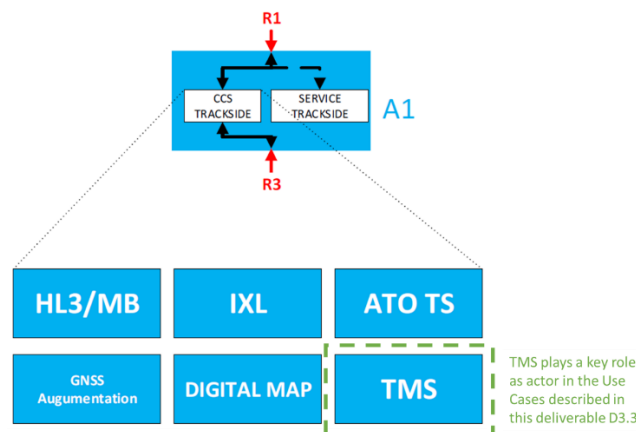 R1
CCS
TRACKSIDE
SERVICE
TRACKSIDE
A1
R3
HL3/MB
IXL
ATO TS
GNSS
Augumentation
DIGITAL MAP
TMS
TMS plays a key role
as actor in the Use
Cases described in
this deliverable D3.3